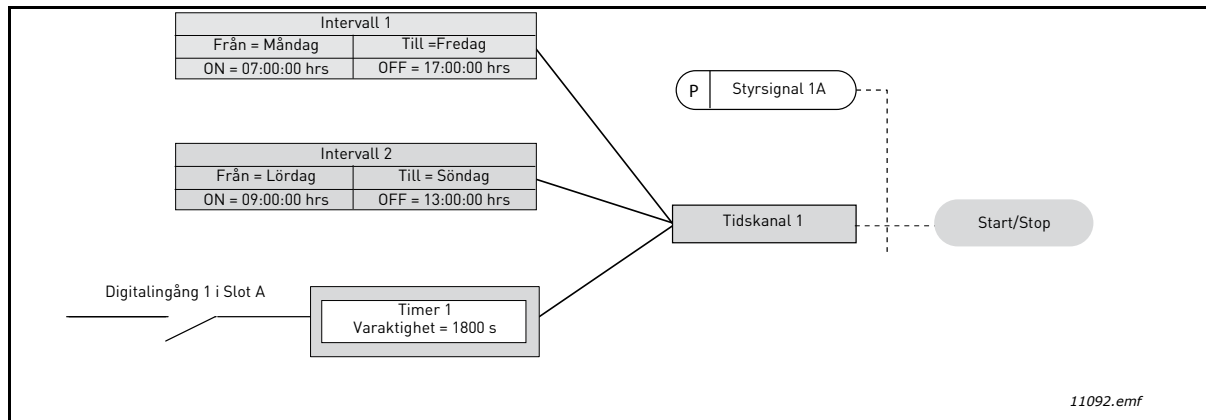 Intervall 1
Från = Måndag
Till =Fredag
ON = 07:00:00 hrs
OFF = 17:00:00 hrs
P
Styrsignal 1A
Intervall 2
Från = Lördag
Till = Söndag
ON = 09:00:00 hrs
OFF = 13:00:00 hrs
Tidskanal 1
Start/Stop
Digitalingång 1 i Slot A
Timer 1
Varaktighet = 1800 s
11092.emf